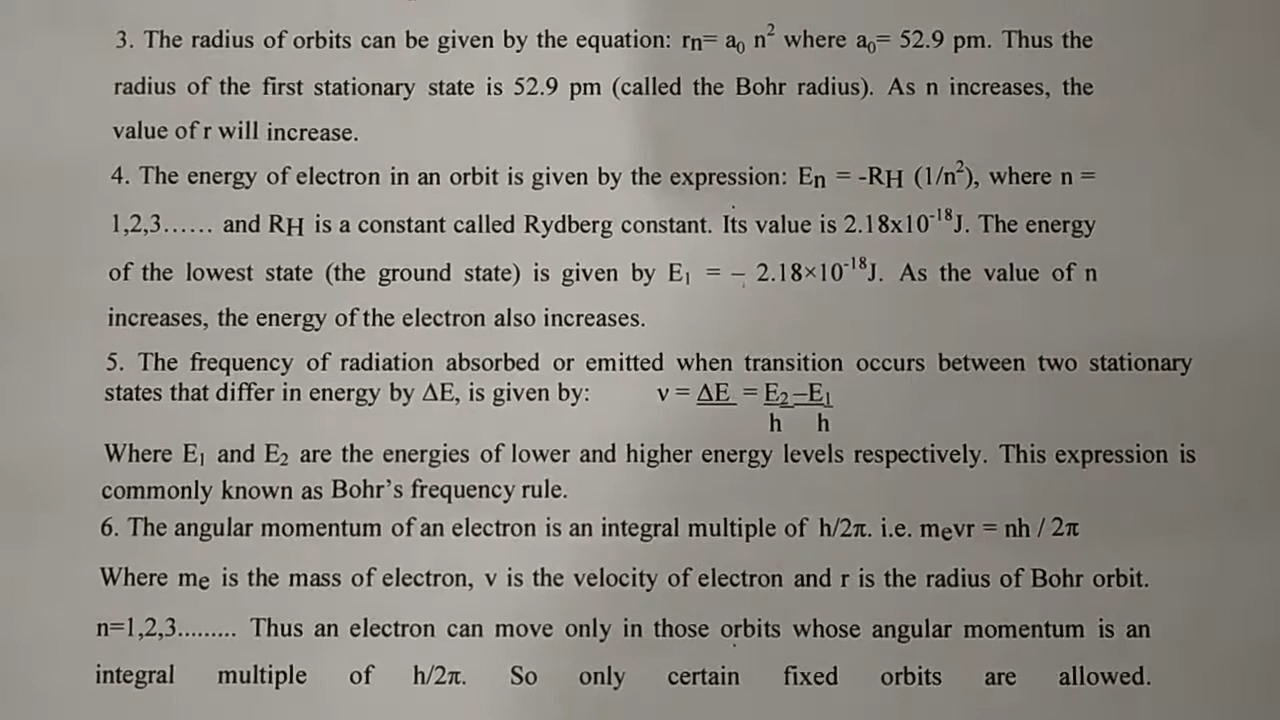 3. The radius of orbits can be given by the equation: rn= a₀ n² where a₀= 52.9 pm. Thus the
radius of the first stationary state is 52.9 pm (called the Bohr radius). As n increases, the
value of r will increase.
4. The energy of electron in an orbit is given by the expression: En = -RH (1/n²), where n =
1,2,3...... and RH is a constant called Rydberg constant. Its value is 2.18x10⁻¹⁸J. The energy
of the lowest state (the ground state) is given by E₁ = – 2.18×10⁻¹⁸J. As the value of n
increases, the energy of the electron also increases.
5. The frequency of radiation absorbed or emitted when transition occurs between two stationary
states that differ in energy by ΔE, is given by: ν = ΔE = E₂–E₁
h h
Where E₁ and E₂ are the energies of lower and higher energy levels respectively. This expression is
commonly known as Bohr's frequency rule.
6. The angular momentum of an electron is an integral multiple of h/2π. i.e. mevr = nh / 2π
Where me is the mass of electron, v is the velocity of electron and r is the radius of Bohr orbit.
n=1,2,3......... Thus an electron can move only in those orbits whose angular momentum is an
integral multiple of h/2π. So only certain fixed orbits are allowed.